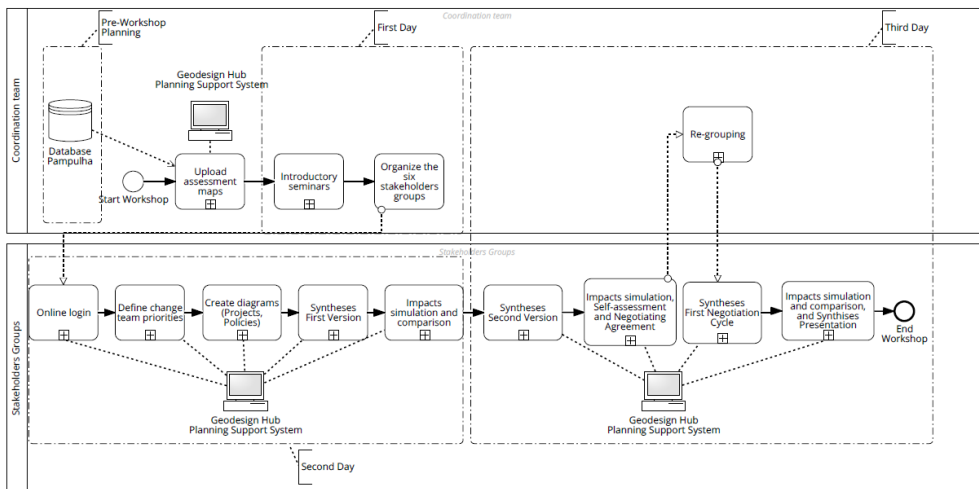 Coordination team
Pre-Workshop
Planning
First Day
Third Day
Coordination team
Geodesign Hub
Planning Support System
Database
Pampulha
Start Workshop
Upload
assessment
maps
Introductory
seminars
Organize the
six
stakeholders
groups
Re-grouping
Stakeholders Groups
Stakeholders Groups
Online login
Define change
team priorities
Create diagrams
(Projects,
Policies)
Syntheses
First Version
Impacts
simulation and
comparison
Syntheses
Second Version
Impacts simulation,
Self-assessment
and Negotiating
Agreement
Syntheses
First Negotiation
Cycle
Impacts simulation
and comparison,
and Synthises
Presentation
End
Workshop
Geodesign Hub
Planning Support System
Geodesign Hub
Planning Support System
Second Day